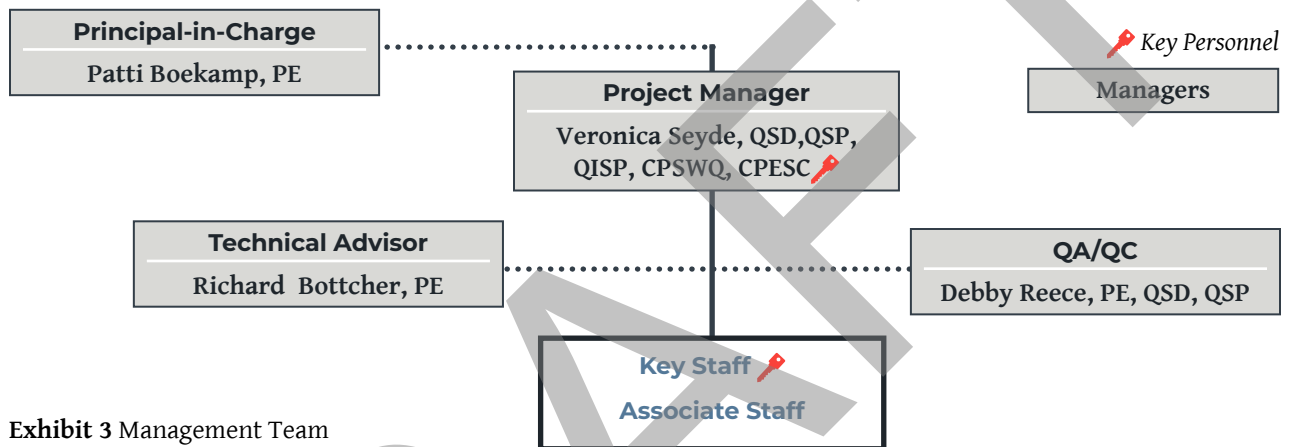 Principal-in-Charge
Patti Boekamp, PE
Key Personnel
Managers
Project Manager
Veronica Seyde, QSD,QSP,
QISP, CPSWQ, CPESC
Technical Advisor
Richard Bottcher, PE
QA/QC
Debby Reece, PE, QSD, QSP
Key Staff
Associate Staff
Exhibit 3 Management Team